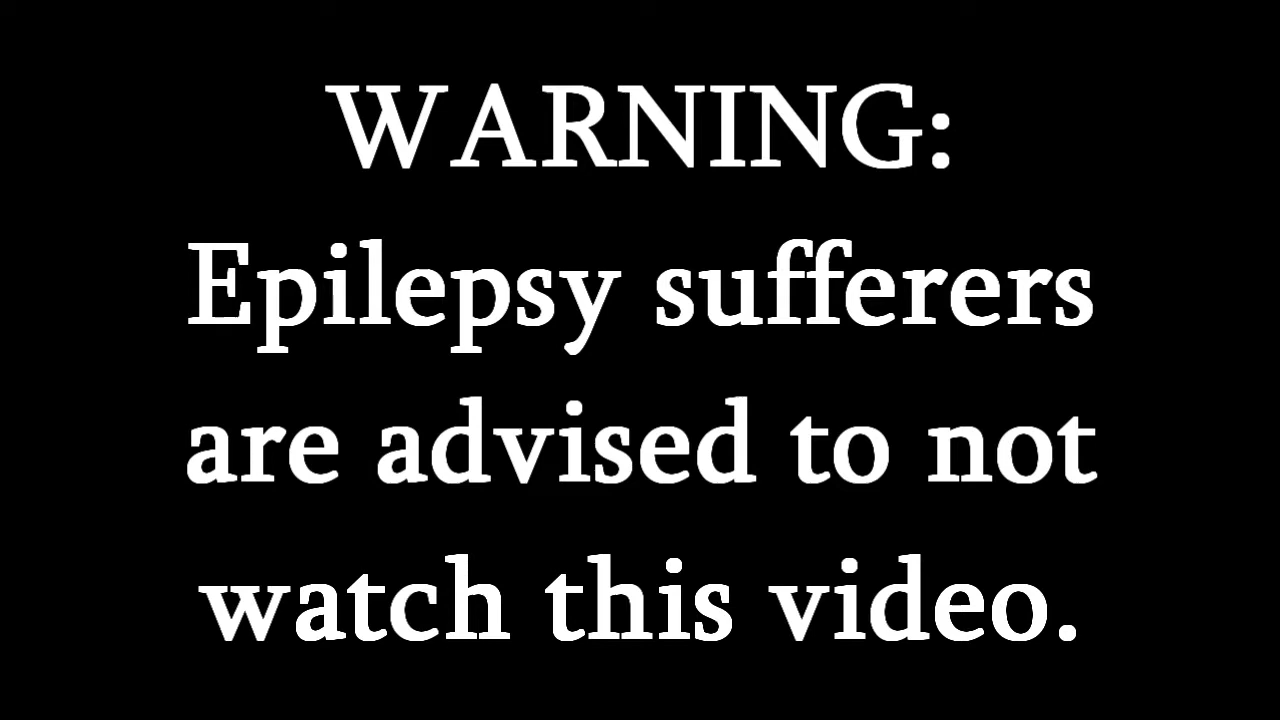 WARNING:
Epilepsy sufferers
are advised to not
watch this video.